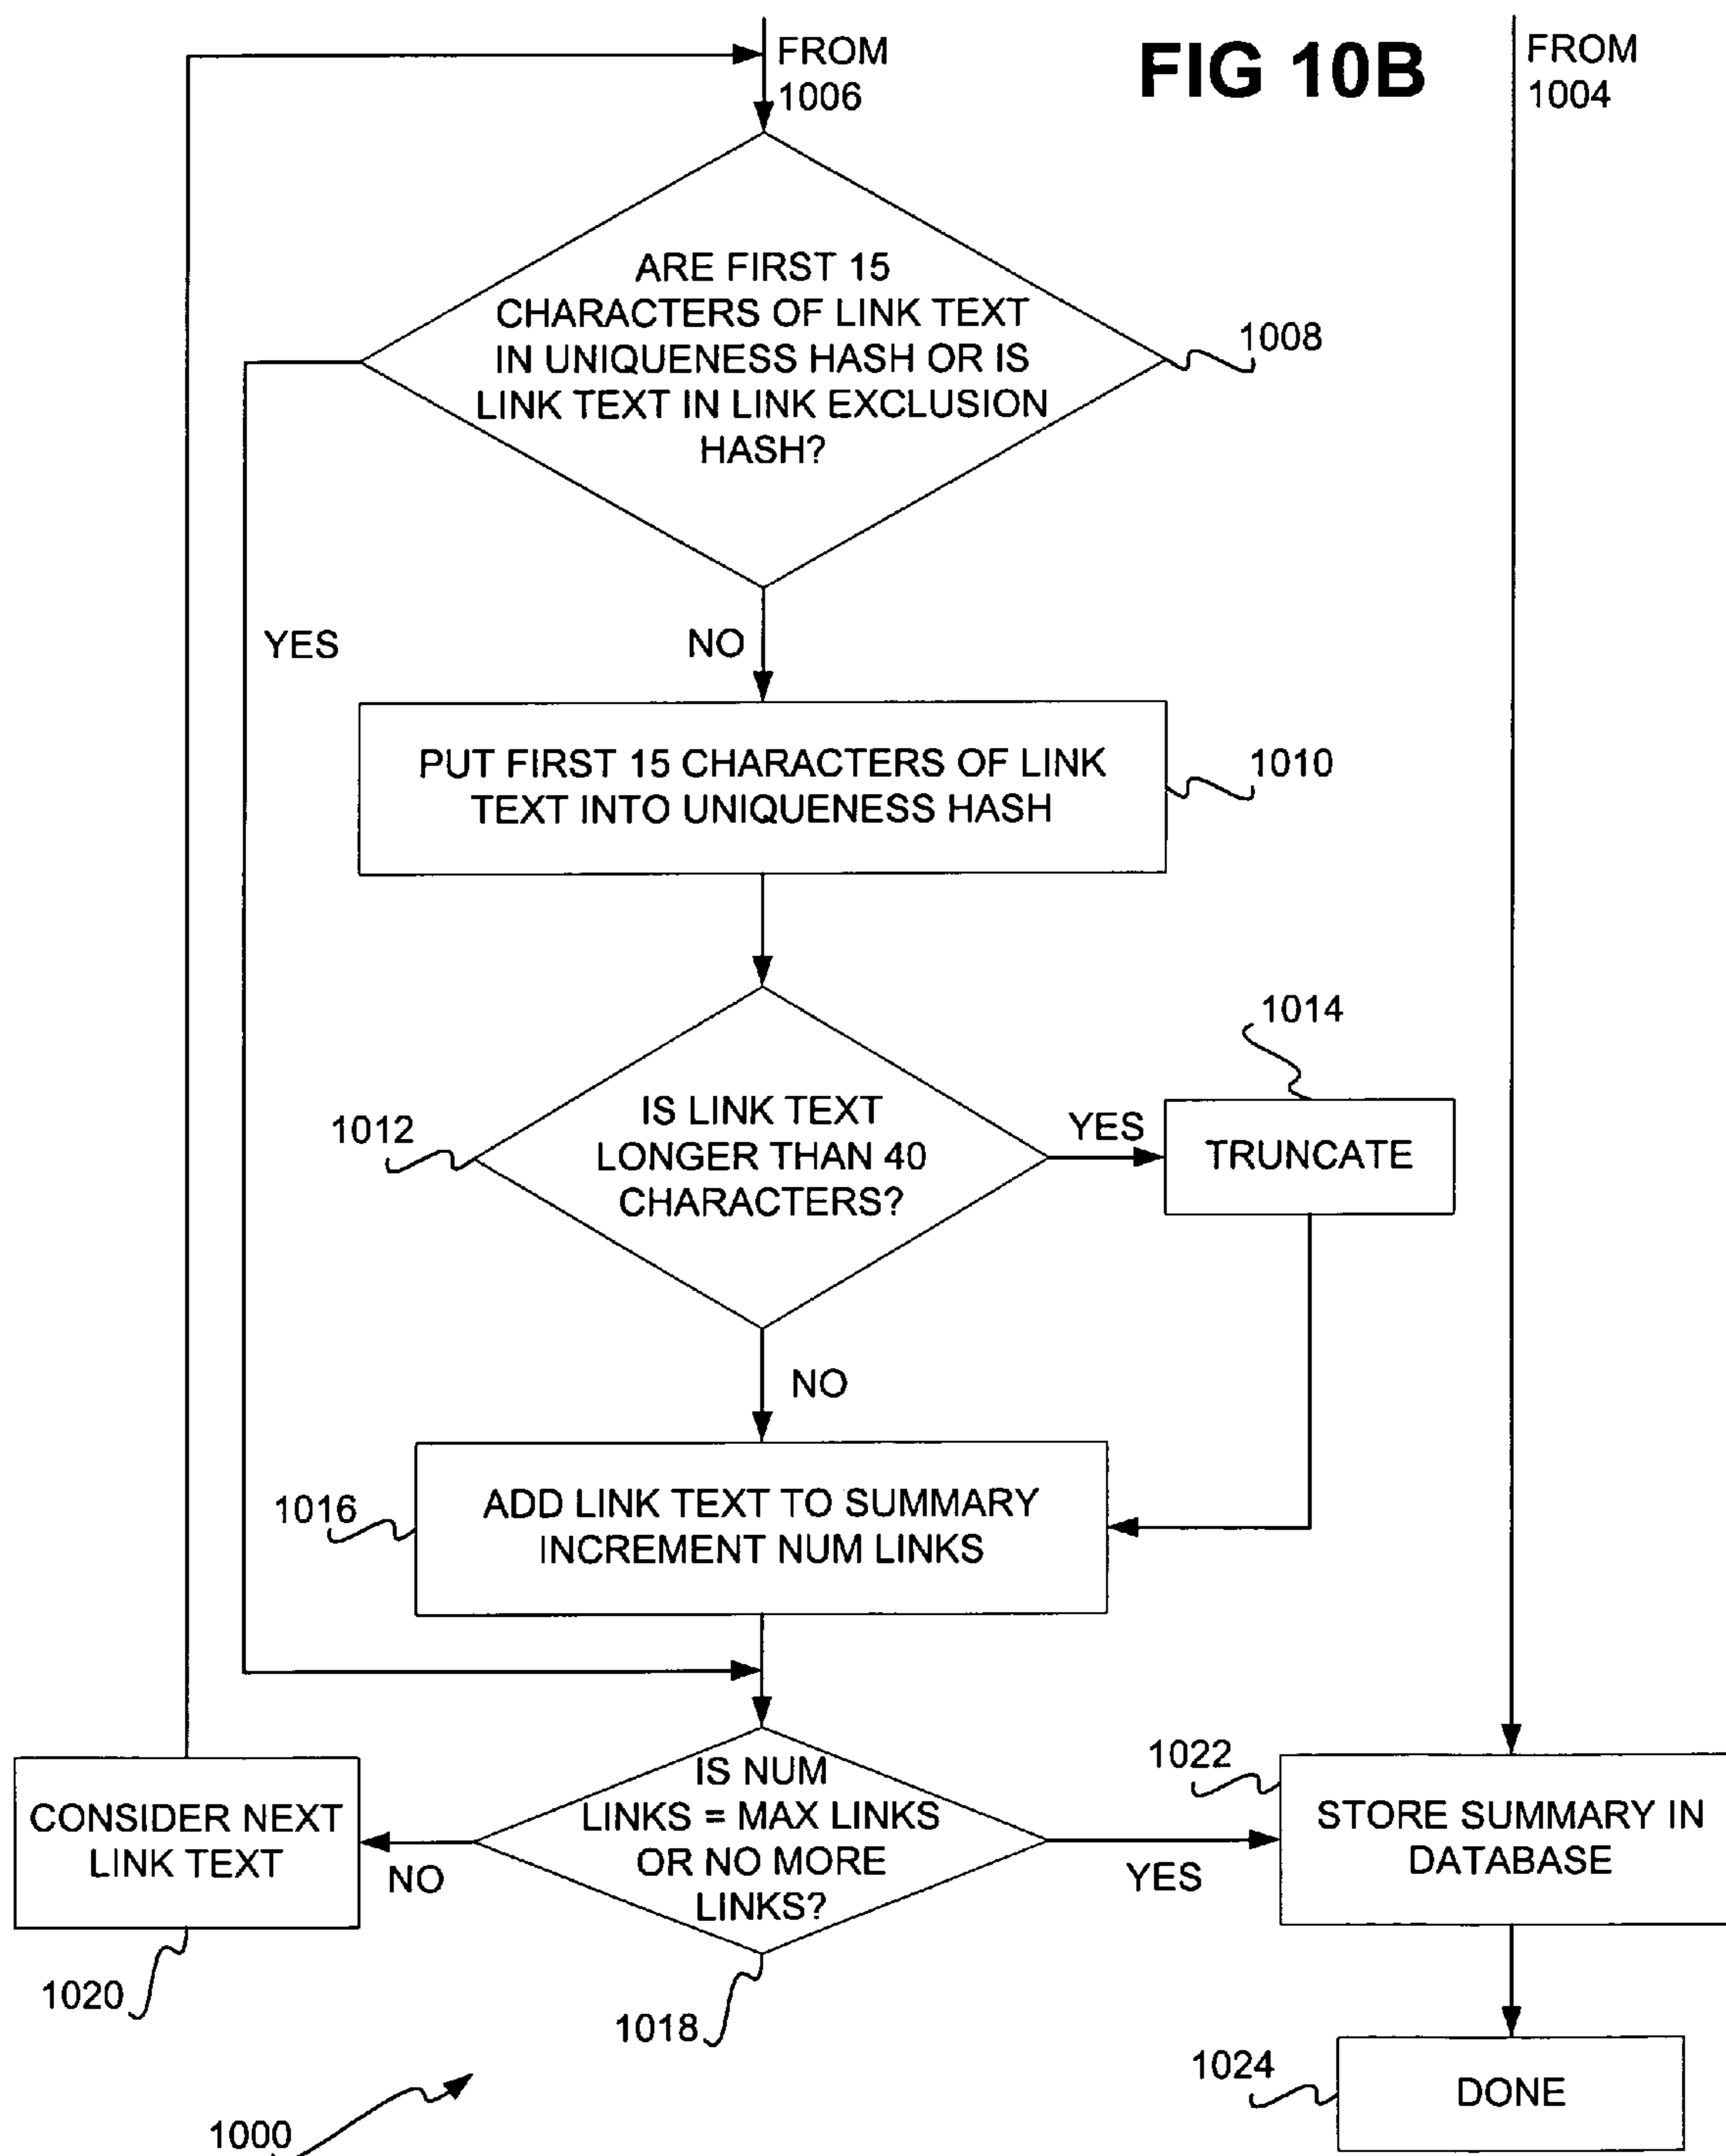 FROM
1006
FIG 10B
FROM
1004
ARE FIRST 15
CHARACTERS OF LINK TEXT
IN UNIQUENESS HASH OR IS
LINK TEXT IN LINK EXCLUSION
HASH?
1008
YES
NO
PUT FIRST 15 CHARACTERS OF LINK
TEXT INTO UNIQUENESS HASH
1010
1012
IS LINK TEXT
LONGER THAN 40
CHARACTERS?
YES
1014
TRUNCATE
NO
1016
ADD LINK TEXT TO SUMMARY
INCREMENT NUM LINKS
CONSIDER NEXT
LINK TEXT
1020
NO
IS NUM
LINKS = MAX LINKS
OR NO MORE
LINKS?
1018
YES
1022
STORE SUMMARY IN
DATABASE
1024
DONE
1000